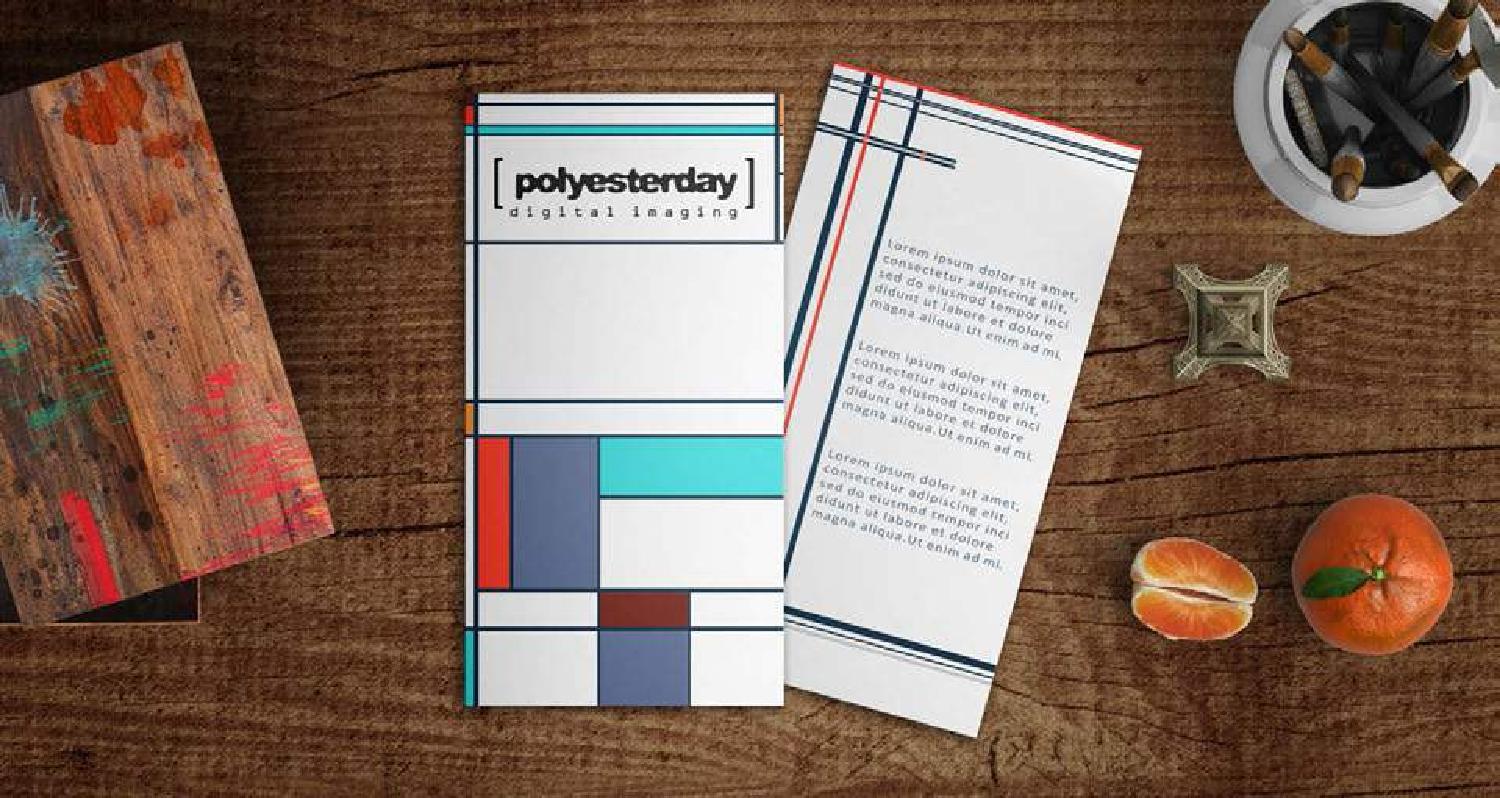 [polyesterday]
digital imaging
Lorem ipsum dolor sit amet,
consectetur adipiscing elit,
sed do eiusmod tempor inci
didunt ut labore et dolore
magna aliqua.Ut enim ad mi.
Lorem ipsum dolor sit amet,
consectetur adipiscing elit,
sed do eiusmod tempor inci
didunt ut labore et dolore
magna aliqua.Ut enim ad mi.
Lorem ipsum dolor sit amet,
consectetur adipiscing elit,
sed do eiusmod tempor inci
didunt ut labore et dolore
magna aliqua.Ut enim ad mi.